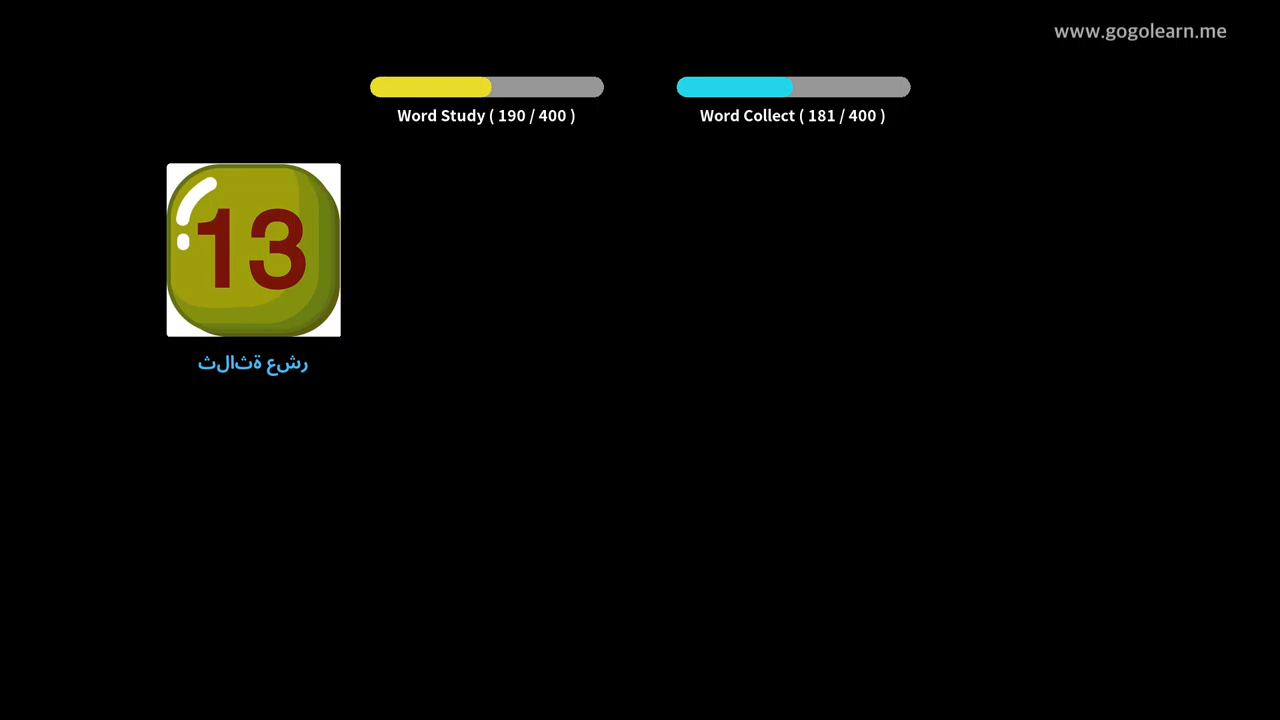 www.gogolearn.me
Word Study ( 190 / 400 )
Word Collect ( 181 / 400 )
13
رشع ةثالث